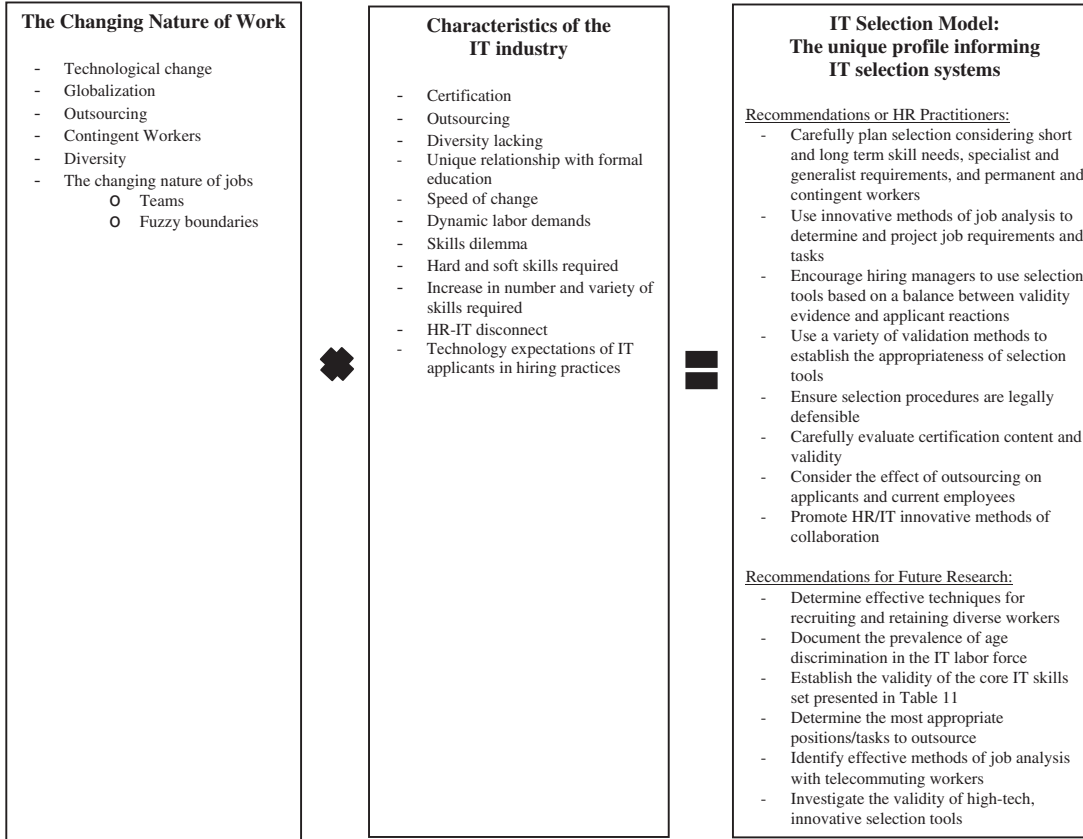 The Changing Nature of Work
- Technological change
- Globalization
- Outsourcing
- Contingent Workers
- Diversity
- The changing nature of jobs
o Teams
o Fuzzy boundaries
Characteristics of the
IT industry
- Certification
- Outsourcing
- Diversity lacking
- Unique relationship with formal
education
- Speed of change
- Dynamic labor demands
- Skills dilemma
- Hard and soft skills required
- Increase in number and variety of
skills required
- HR-IT disconnect
- Technology expectations of IT
applicants in hiring practices
IT Selection Model:
The unique profile informing
IT selection systems
Recommendations or HR Practitioners:
- Carefully plan selection considering short
and long term skill needs, specialist and
generalist requirements, and permanent and
contingent workers
- Use innovative methods of job analysis to
determine and project job requirements and
tasks
- Encourage hiring managers to use selection
tools based on a balance between validity
evidence and applicant reactions
- Use a variety of validation methods to
establish the appropriateness of selection
tools
- Ensure selection procedures are legally
defensible
- Carefully evaluate certification content and
validity
- Consider the effect of outsourcing on
applicants and current employees
- Promote HR/IT innovative methods of
collaboration
Recommendations for Future Research:
- Determine effective techniques for
recruiting and retaining diverse workers
- Document the prevalence of age
discrimination in the IT labor force
- Establish the validity of the core IT skills
set presented in Table 11
- Determine the most appropriate
positions/tasks to outsource
- Identify effective methods of job analysis
with telecommuting workers
- Investigate the validity of high-tech,
innovative selection tools